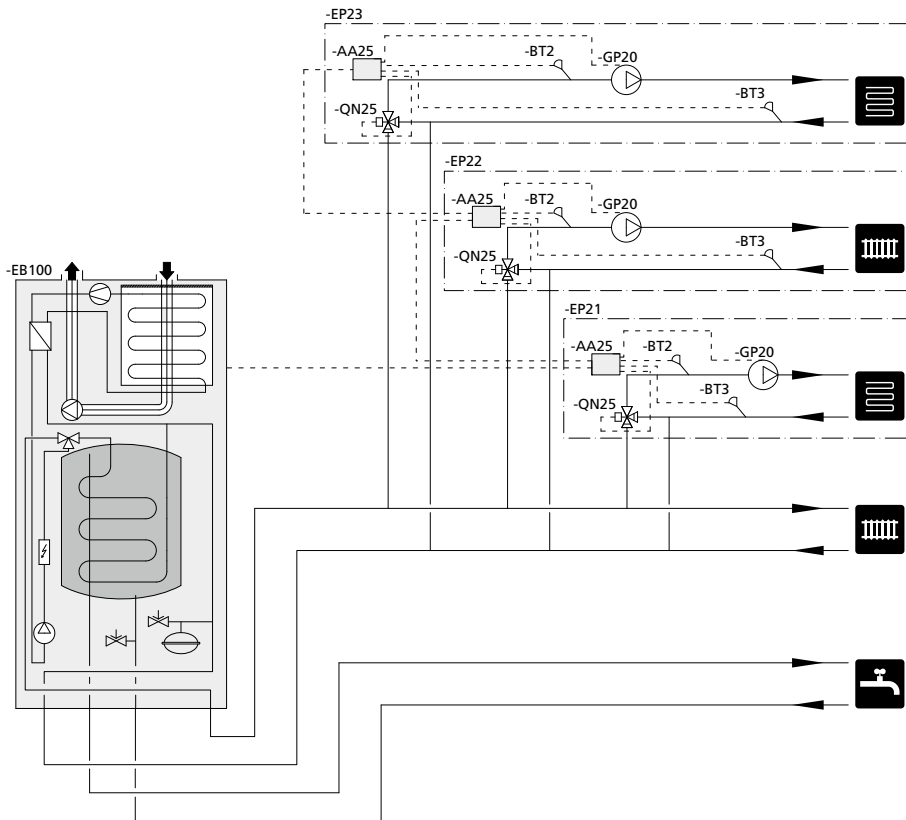 -EP23
-AA25
-BT2
-GP20
-BT3
-QN25
-EP22
-AA25
-BT2
-GP20
-BT3
-QN25
-EB100
-EP21
-AA25
-BT2
-GP20
-BT3
-QN25